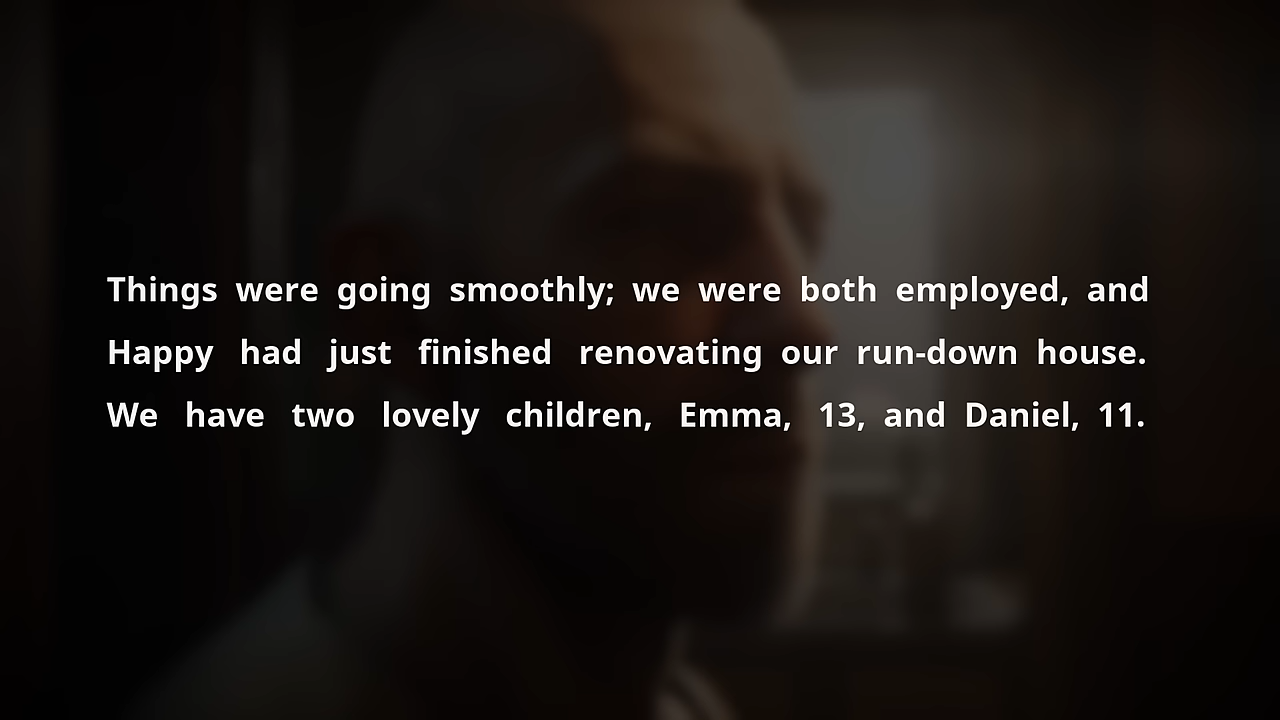 Things were going smoothly; we were both employed, and
Happy had just finished renovating our run-down house.
We have two lovely children, Emma, 13, and Daniel, 11.